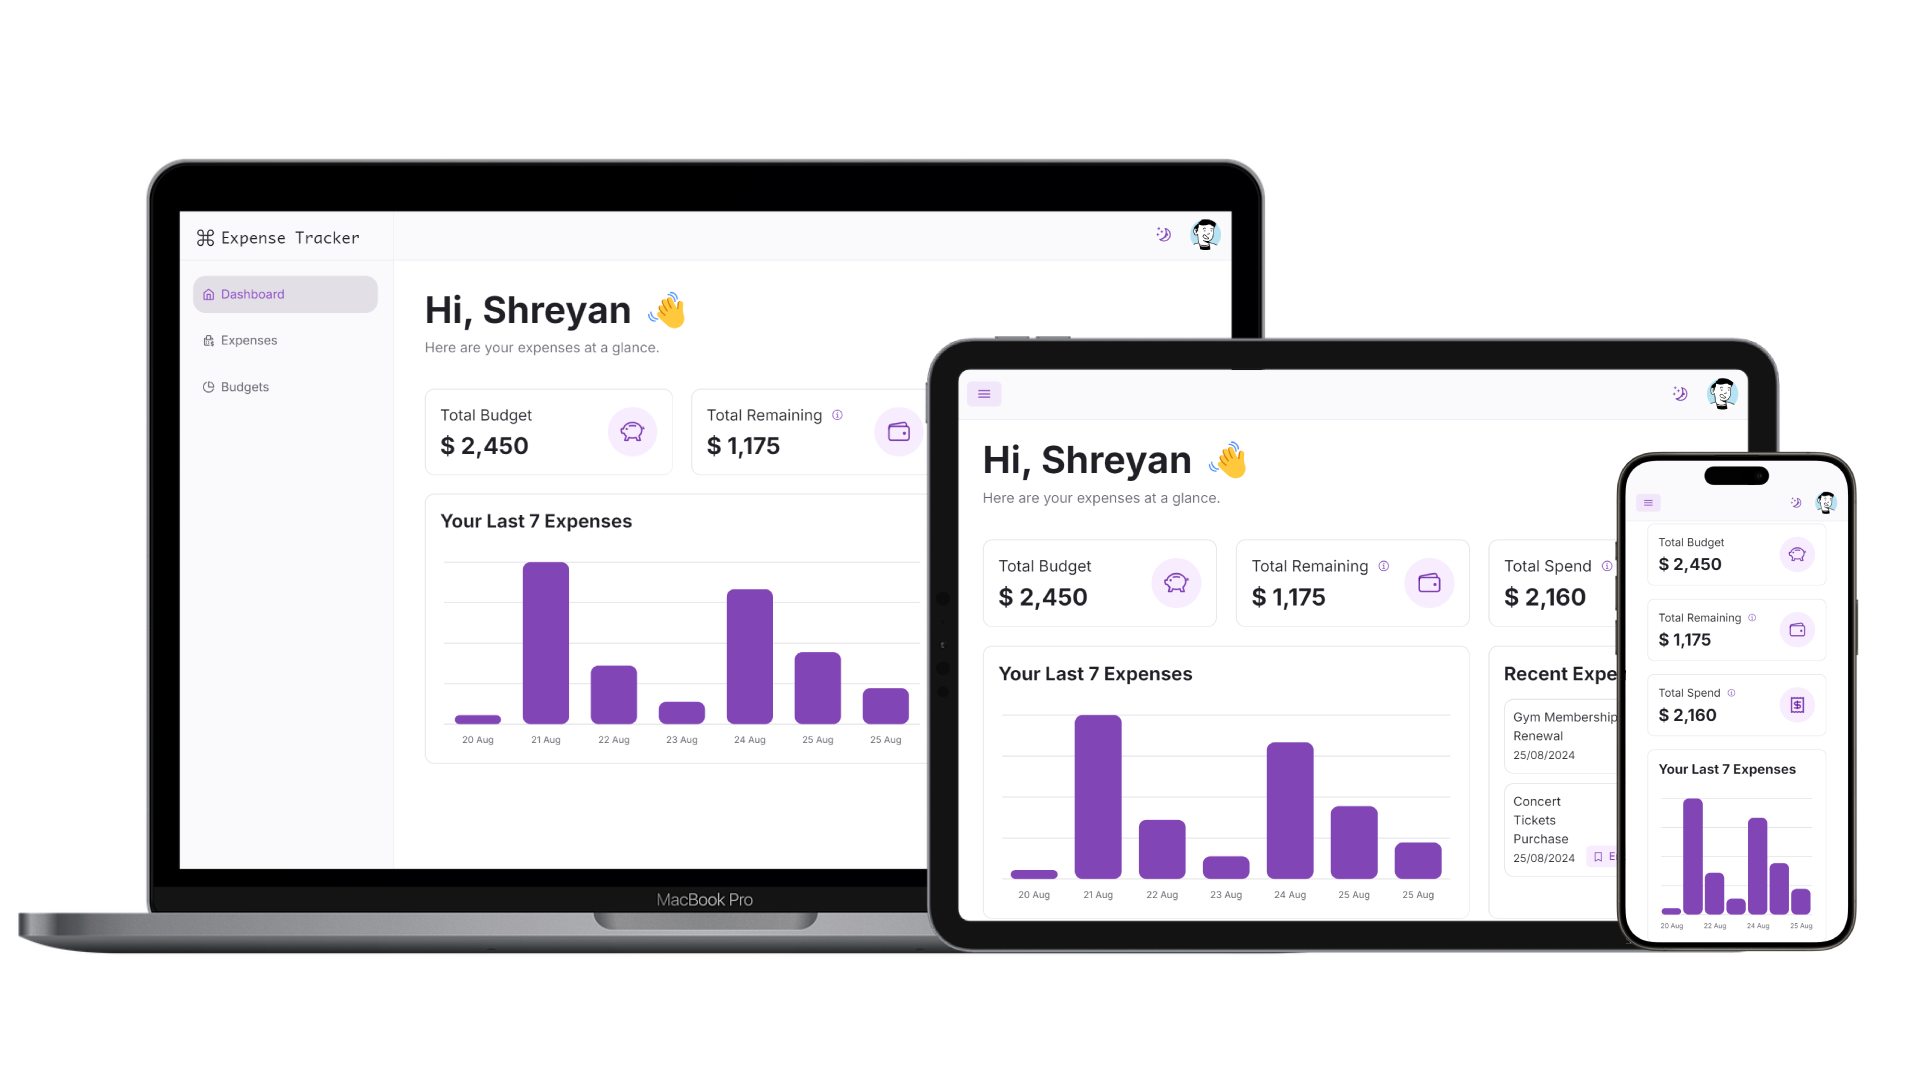 Expense Tracker
Dashboard
Expenses
Budgets
Hi, Shreyan
Here are your expenses at a glance.
Total Budget
$ 2,450
Total Remaining
$ 1,175
Your Last 7 Expenses
20 Aug 21 Aug 22 Aug 23 Aug 24 Aug 25 Aug 25 Aug
MacBook Pro
Hi, Shreyan
Here are your expenses at a glance.
Total Budget
$ 2,450
Total Remaining
$ 1,175
Total Spend
$ 2,160
Your Last 7 Expenses
20 Aug 21 Aug 22 Aug 23 Aug 24 Aug 25 Aug 25 Aug
Recent Expe
Gym Membership
Renewal
25/08/2024
Concert
Tickets
Purchase
25/08/2024
Total Budget
$ 2,450
Total Remaining
$ 1,175
Total Spend
$ 2,160
Your Last 7 Expenses
20 Aug 22 Aug 24 Aug 25 Aug